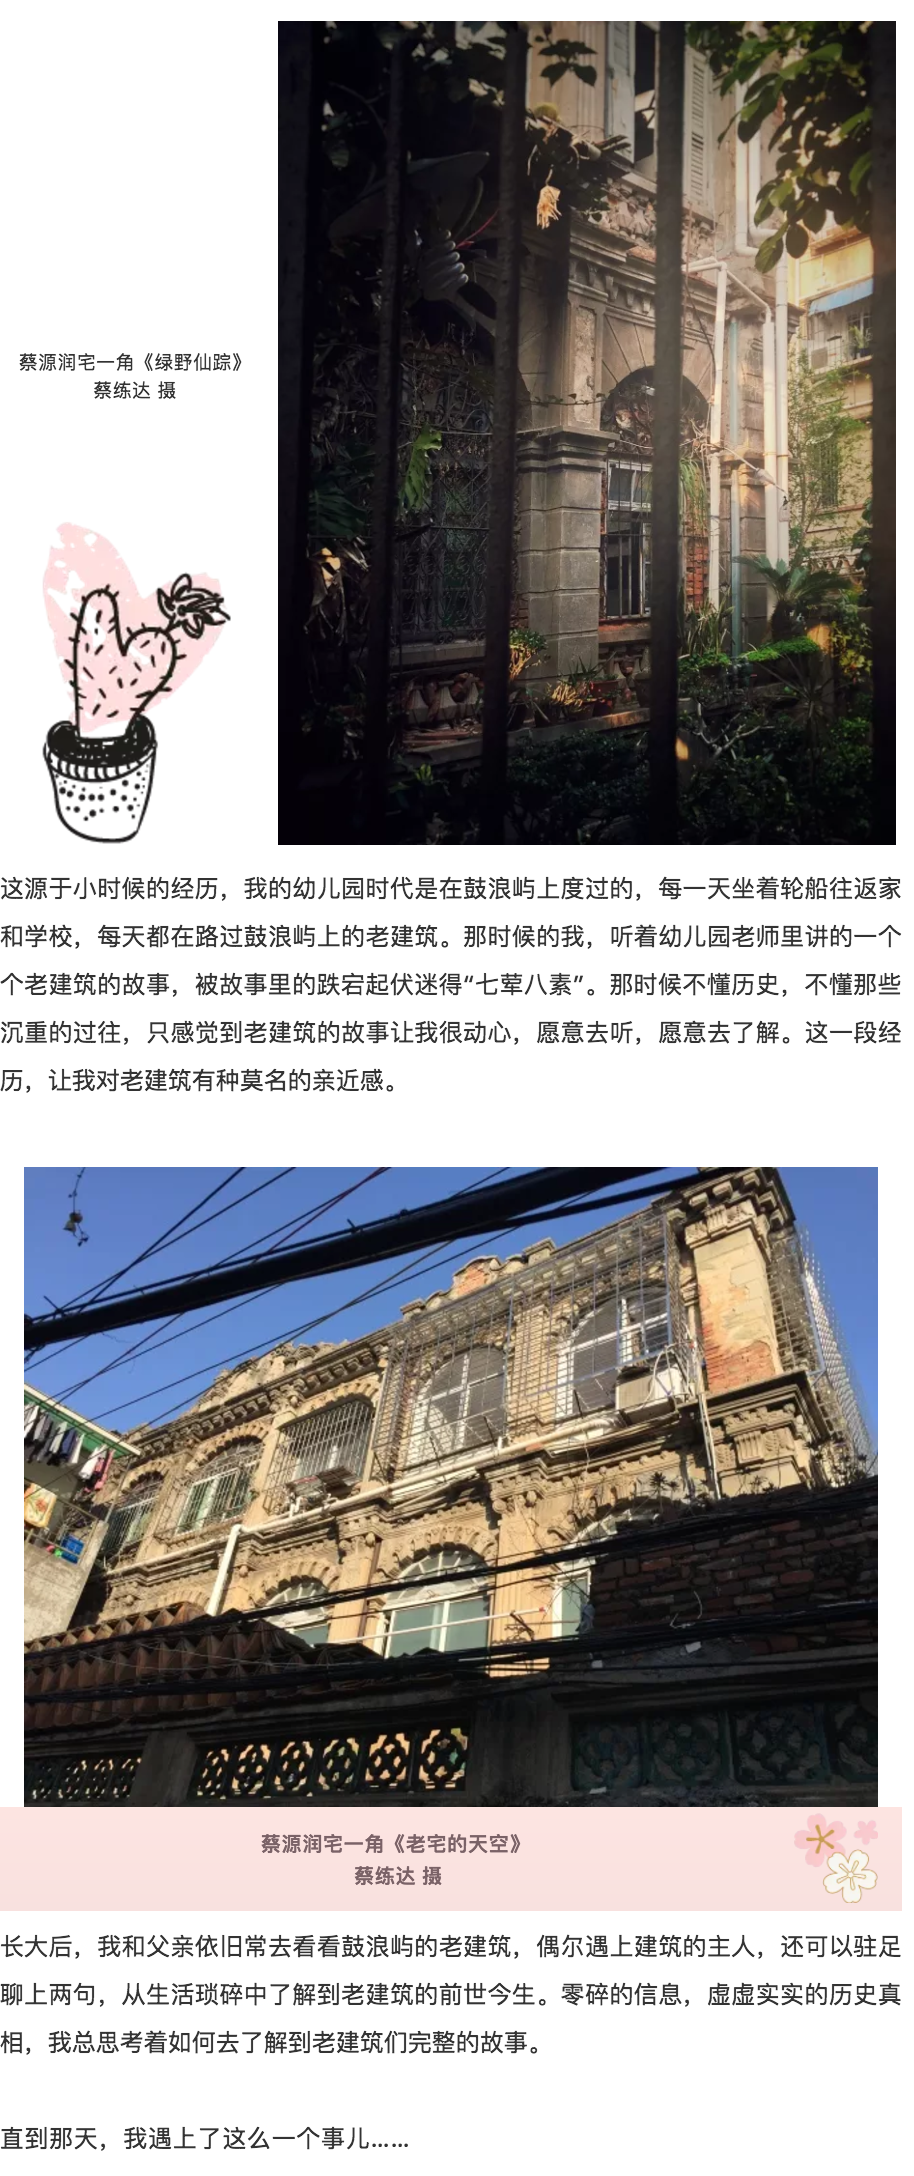 蔡源润宅一角《绿野仙踪》
蔡练达 摄
这源于小时候的经历，我的幼儿园时代是在鼓浪屿上度过的，每一天坐着轮船往返家
和学校，每天都在路过鼓浪屿上的老建筑。那时候的我，听着幼儿园老师里讲的一个
个老建筑的故事，被故事里的跌宕起伏迷得“七荤八素”。那时候不懂历史，不懂那些
沉重的过往，只感觉到老建筑的故事让我很动心，愿意去听，愿意去了解。这一段经
历，让我对老建筑有种莫名的亲近感。
蔡源润宅一角《老宅的天空》
蔡练达 摄
长大后，我和父亲依旧常去看看鼓浪屿的老建筑，偶尔遇上建筑的主人，还可以驻足
聊上两句，从生活琐碎中了解到老建筑的前世今生。零碎的信息，虚虚实实的历史真
相，我总思考着如何去了解到老建筑们完整的故事。
直到那天，我遇上了这么一个事儿……